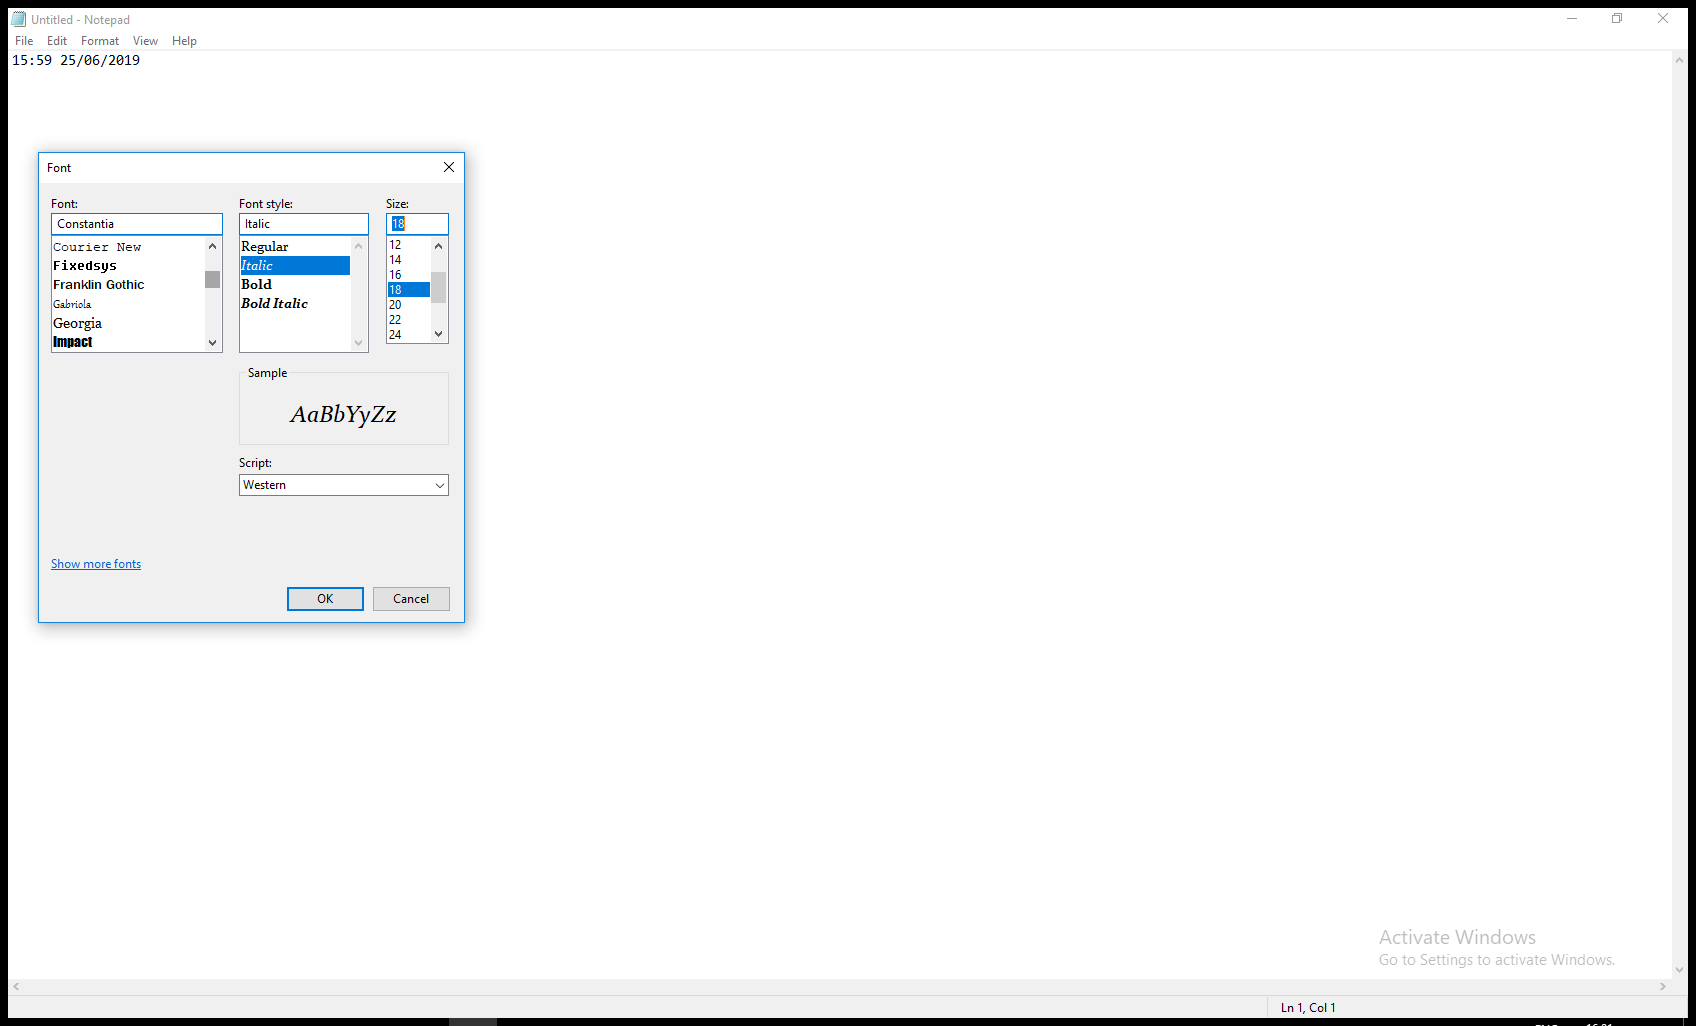 Untitled - Notepad
File Edit Format View Help
15:59 25/06/2019
Font
Font:
Constantia
Courier New
Fixedsys
Franklin Gothic
Gabriola
Georgia
Impact
Font style:
Italic
Regular
Italic
Bold
Bold Italic
Size:
18
12
14
16
18
20
22
24
Sample
AaBbYyZz
Script:
Western
Show more fonts
OK Cancel
Activate Windows
Go to Settings to activate Windows.
Ln 1, Col 1